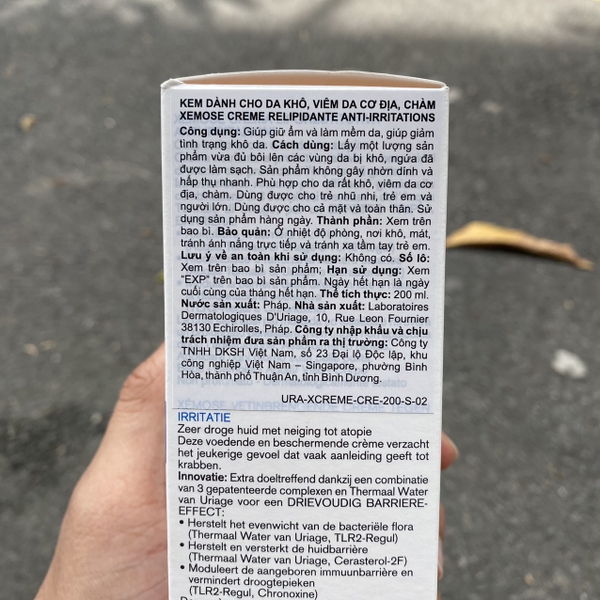 KEM DÀNH CHO DA KHÔ, VIÊM DA CƠ ĐỊA, CHÀM
XEMOSE CREME RELIPIDANTE ANTI-IRRITATIONS
Công dụng: Giúp giữ ẩm và làm mềm da, giúp giảm
tình trạng khô da. Cách dùng: Lấy một lượng sản
phẩm vừa đủ bôi lên các vùng da bị khô, ngứa đã
được làm sạch. Sản phẩm không gây nhờn dính và
hấp thụ nhanh. Phù hợp cho da rất khô, viêm da cơ
địa, chàm. Dùng được cho trẻ nhũ nhi, trẻ em và
người lớn. Dùng được cho cả mặt và toàn thân. Sử
dụng sản phẩm hàng ngày. Thành phần: Xem trên
bao bì. Bảo quản: Ở nhiệt độ phòng, nơi khô, mát,
tránh ánh nắng trực tiếp và tránh xa tầm tay trẻ em.
Lưu ý về an toàn khi sử dụng: Không có. Số lô:
Xem trên bao bì sản phẩm; Hạn sử dụng: Xem
"EXP" trên bao bì sản phẩm. Ngày hết hạn là ngày
cuối cùng của tháng hết hạn. Thể tích thực: 200 ml.
Nước sản xuất: Pháp. Nhà sản xuất: Laboratoires
Dermatologiques D'Uriage, 10, Rue Leon Fournier
38130 Echirolles, Pháp. Công ty nhập khẩu và chịu
trách nhiệm đưa sản phẩm ra thị trường: Công ty
TNHH DKSH Việt Nam, số 23 Đại lộ Độc lập, khu
công nghiệp Việt Nam – Singapore, phường Bình
Hòa, thành phố Thuận An, tỉnh Bình Dương.
URA-XCREME-CRE-200-S-02
IRRITATIE
Zeer droge huid met neiging tot atopie
Deze voedende en beschermende crème verzacht
het jeukerige gevoel dat vaak aanleiding geeft tot
krabben.
Innovatie: Extra doeltreffend dankzij een combinatie
van 3 gepatenteerde complexen en Thermaal Water
van Uriage voor een DRIEVOUDIG BARRIERE-
EFFECT:
• Herstelt het evenwicht van de bacteriële flora
(Thermaal Water van Uriage, TLR2-Regul)
• Herstelt en versterkt de huidbarrière
(Thermaal Water van Uriage, Cerasterol-2F)
• Moduleert de aangeboren immuunbarrière en
vermindert droogtepieken
(TLR2-Regul, Chronoxine)